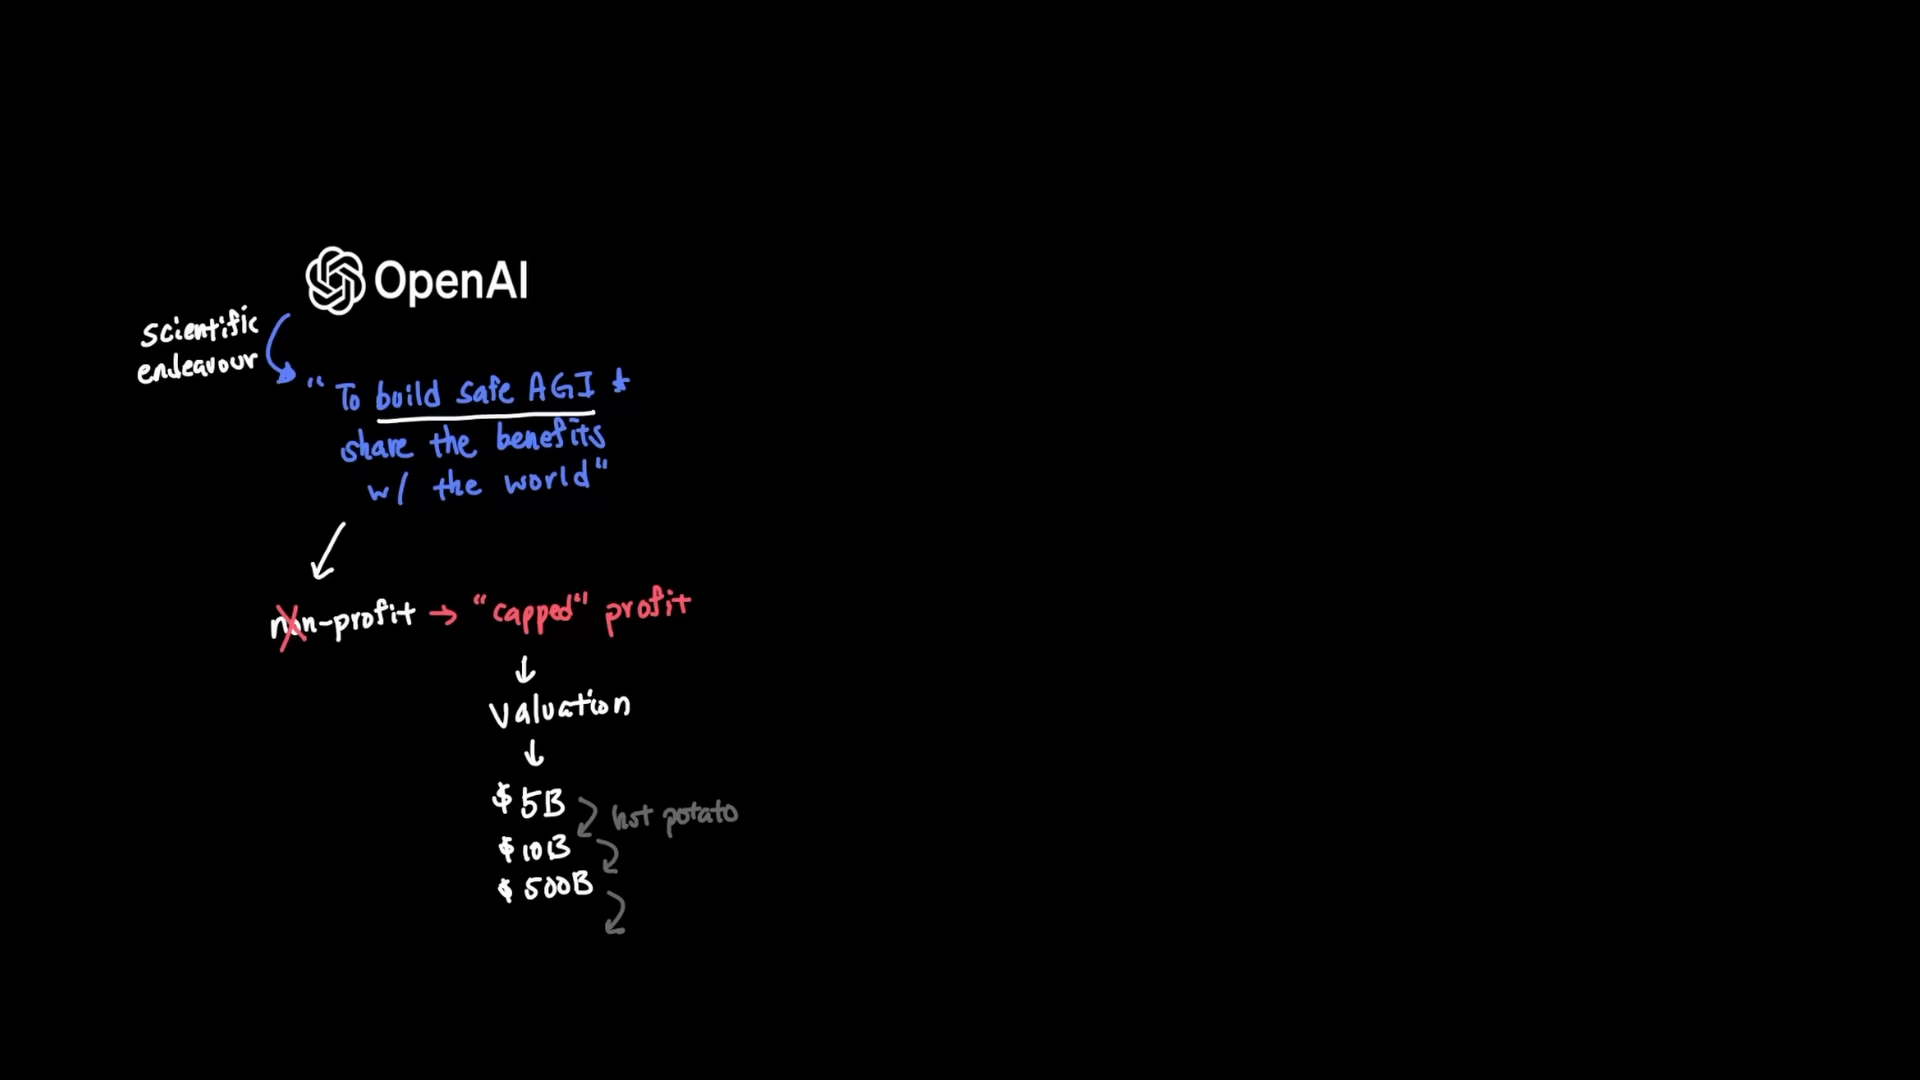 OpenAI
scientific
endeavour
"To build safe AGI +
share the benefits
w/ the world"
non-profit → "capped" profit
↓
Valuation
↓
$ 5B
hot potato
$ 10B
$ 500B